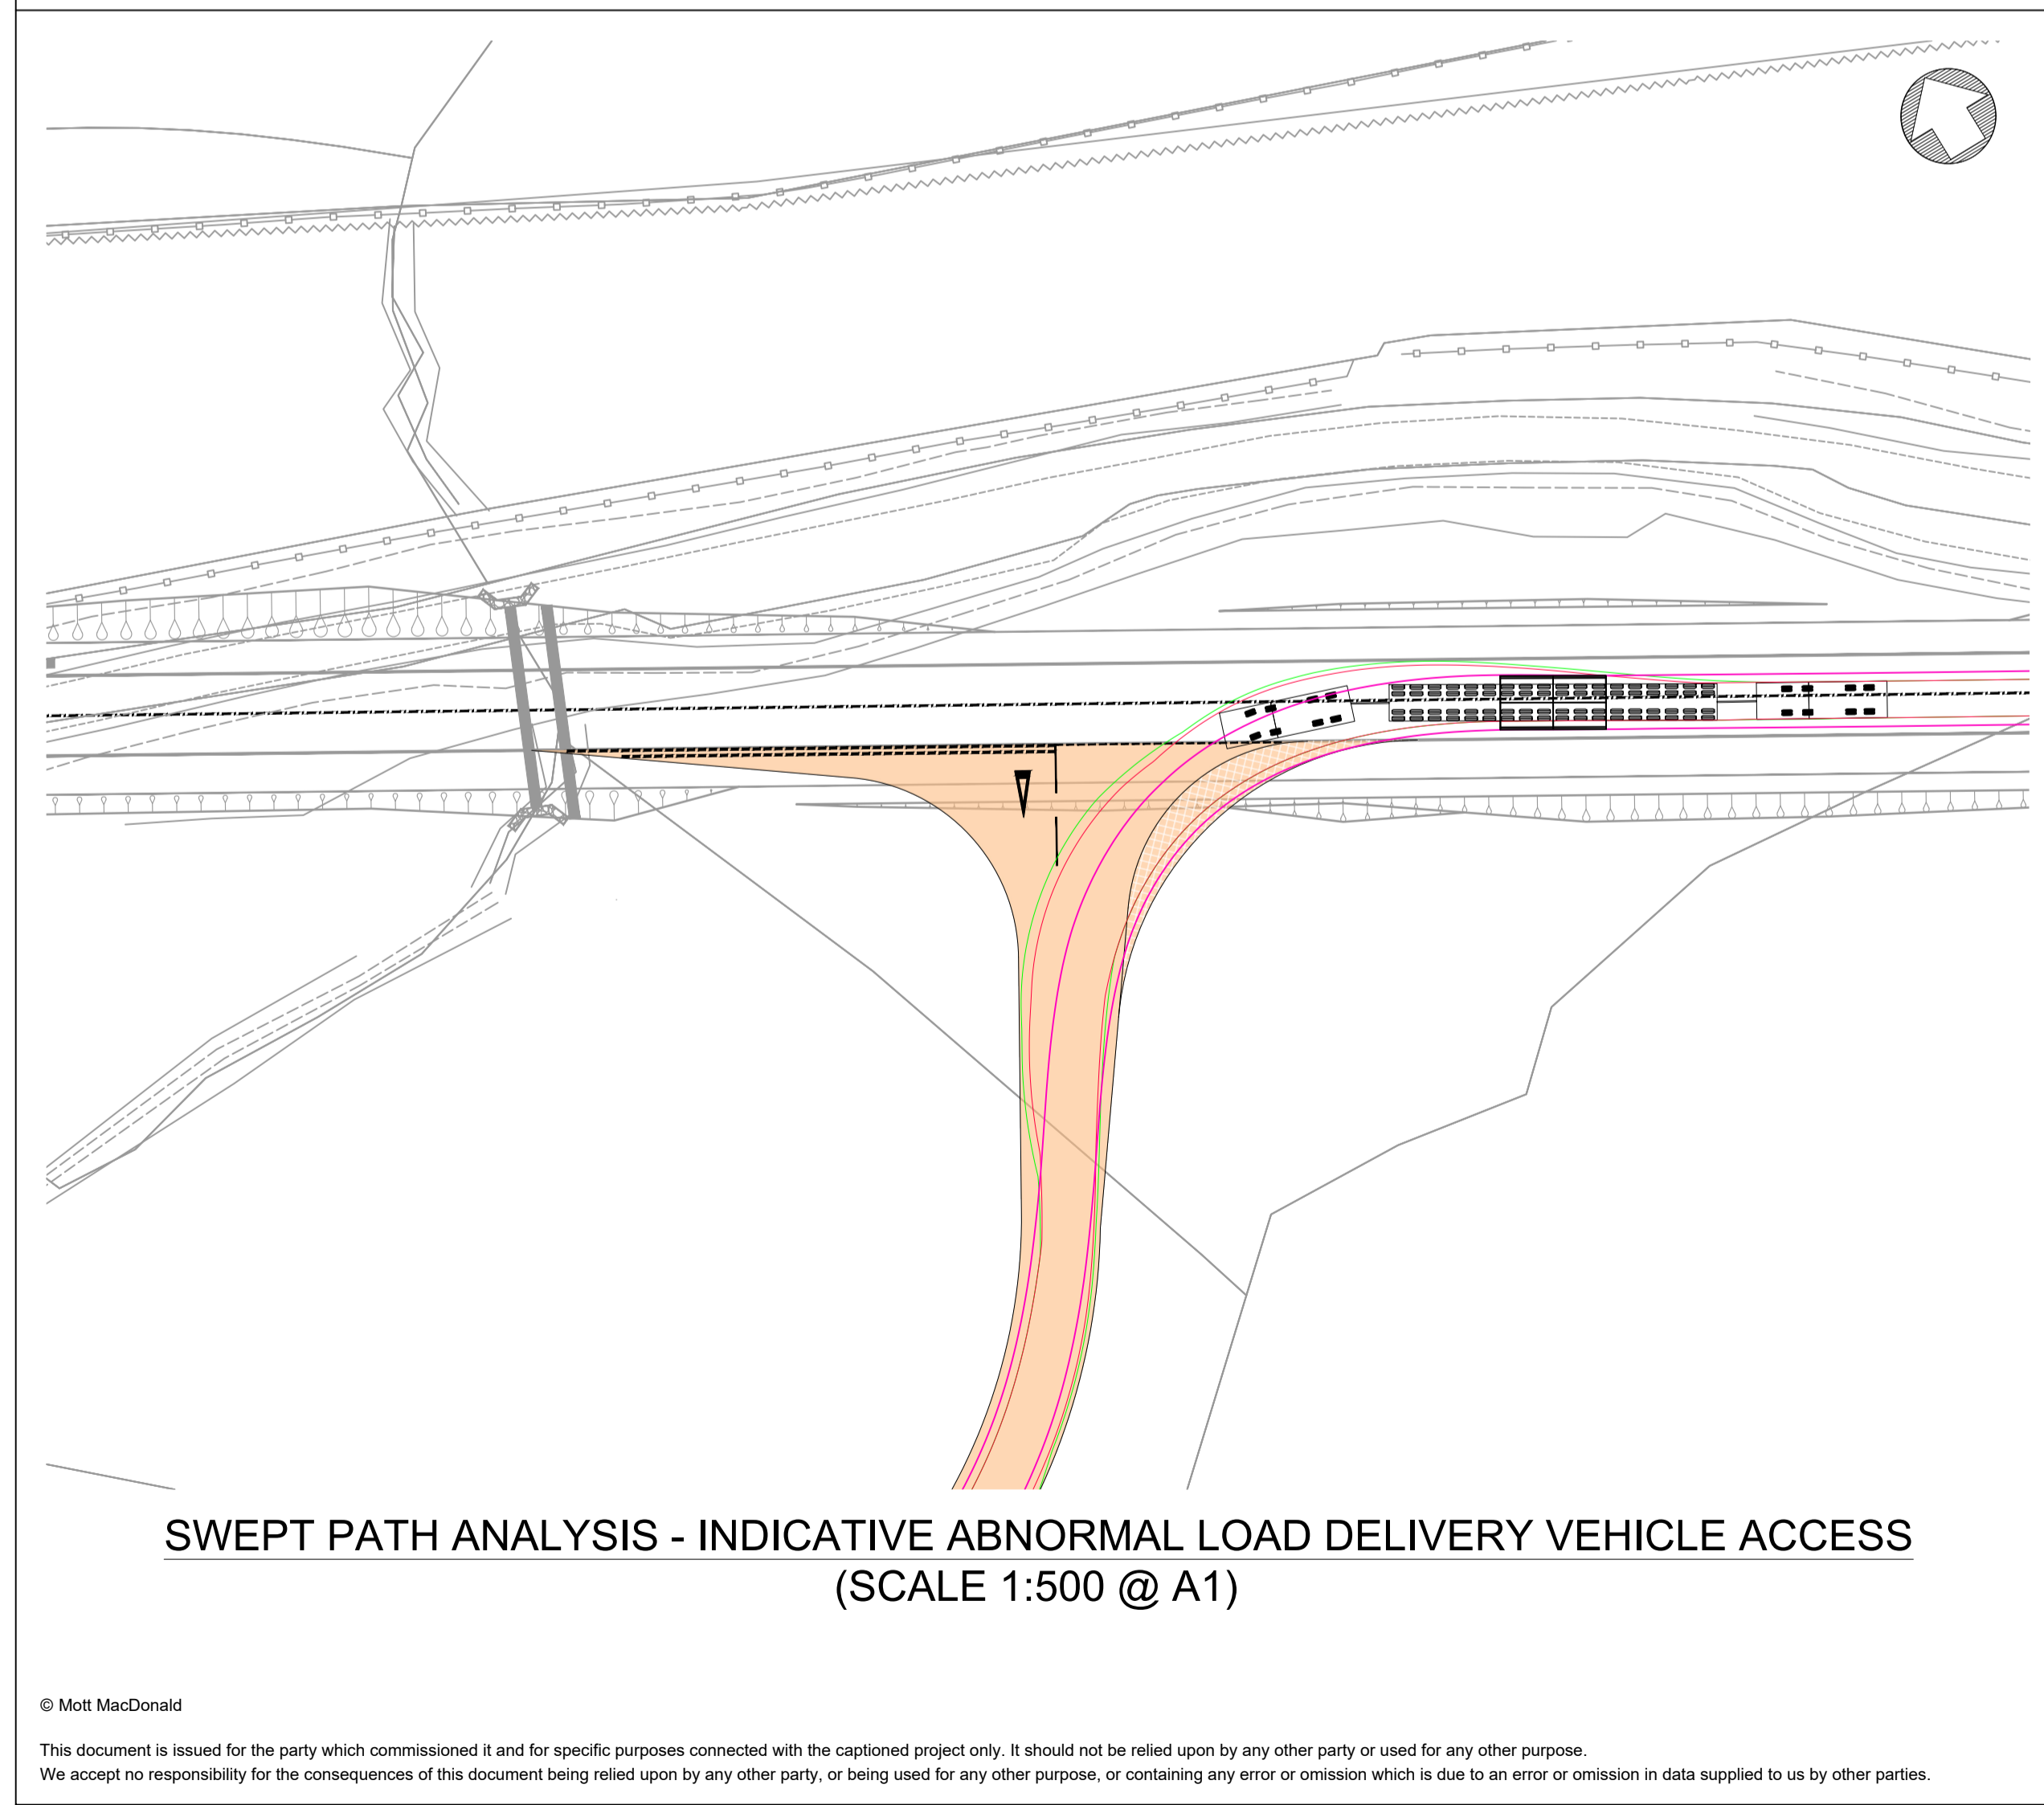 SWEPT PATH ANALYSIS - INDICATIVE ABNORMAL LOAD DELIVERY VEHICLE ACCESS
(SCALE 1:500 @ A1)
© Mott MacDonald
This document is issued for the party which commissioned it and for specific purposes connected with the captioned project only. It should not be relied upon by any other party or used for any other purpose.
We accept no responsibility for the consequences of this document being relied upon by any other party, or being used for any other purpose, or containing any error or omission which is due to an error or omission in data supplied to us by other parties.